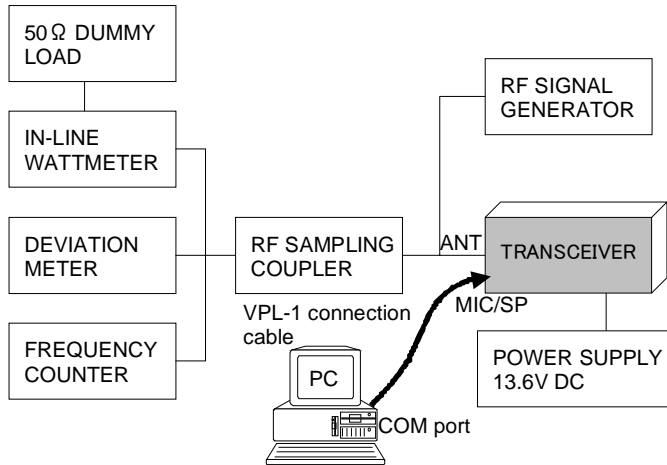 50Ω DUMMY
LOAD
RF SIGNAL
GENERATOR
IN-LINE
WATTMETER
DEVIATION
METER
RF SAMPLING
COUPLER
ANT
TRANSCEIVER
MIC/SP
VPL-1 connection
cable
FREQUENCY
COUNTER
PC
COM port
POWER SUPPLY
13.6V DC